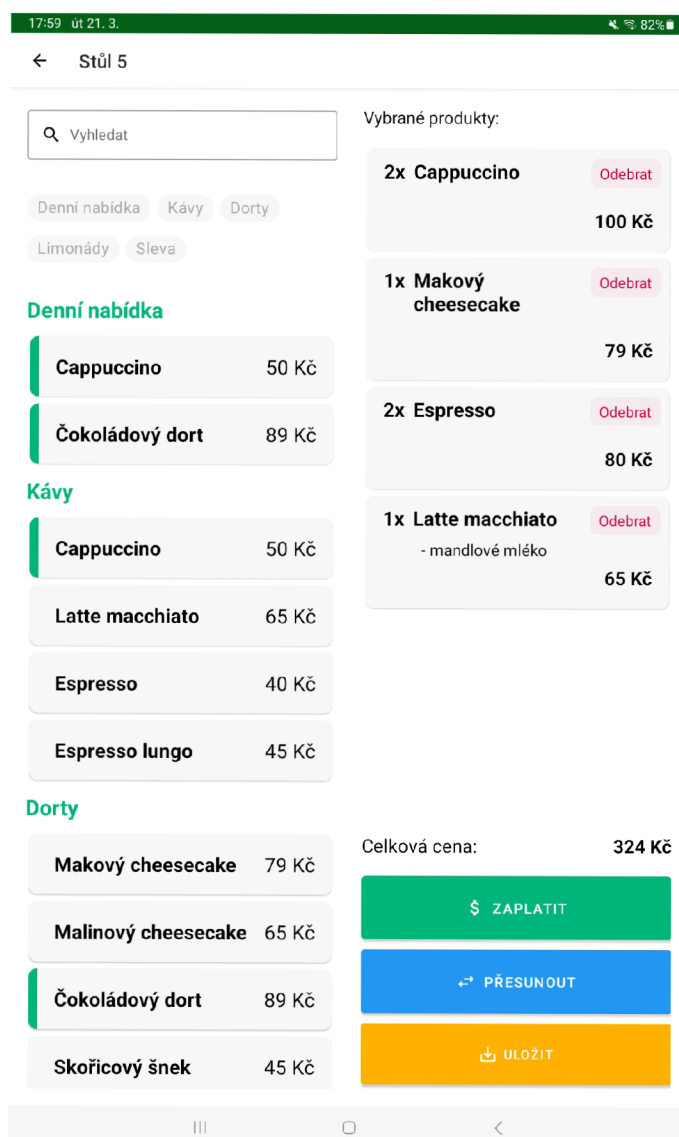 17:59 út 21. 3.
82%
Stůl 5
Vyhledat
Denní nabídka Kávy Dorty
Limonády Sleva
Denní nabídka
Cappuccino 50 Kč
Čokoládový dort 89 Kč
Kávy
Cappuccino 50 Kč
Latte macchiato 65 Kč
Espresso 40 Kč
Espresso lungo 45 Kč
Dorty
Makový cheesecake 79 Kč
Malinový cheesecake 65 Kč
Čokoládový dort 89 Kč
Skořicový šnek 45 Kč
Vybrané produkty:
2x Cappuccino Odebrat
100 Kč
1x Makový Odebrat
cheesecake
79 Kč
2x Espresso Odebrat
80 Kč
1x Latte macchiato Odebrat
- mandlové mléko
65 Kč
Celková cena: 324 Kč
$ ZAPLATIT
PŘESUNOUT
ULOŽIT